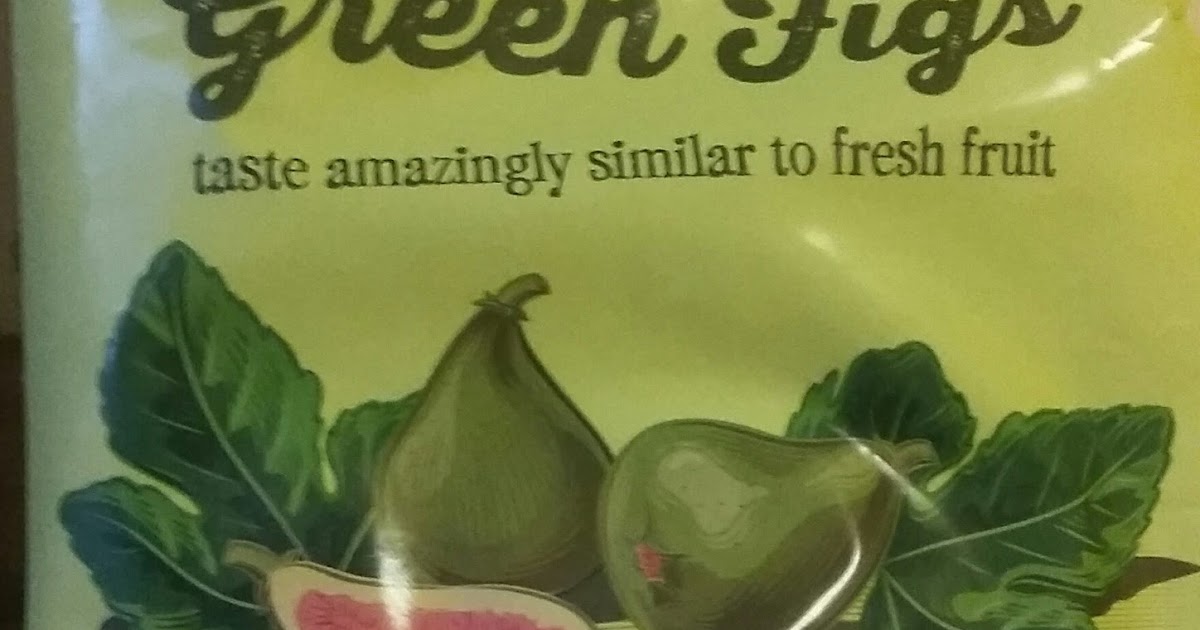 Green Figs
taste amazingly similar to fresh fruit